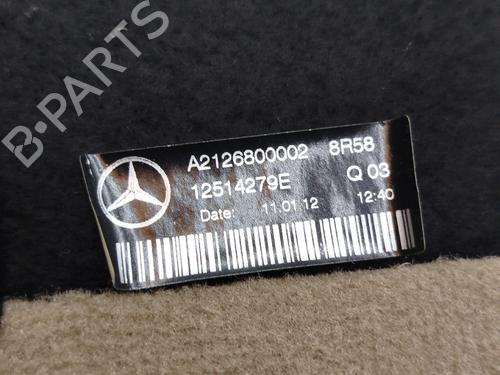 B-PARTS
A2126800002 8R58
12514279E Q 03
Date: 11.01.12 12:40